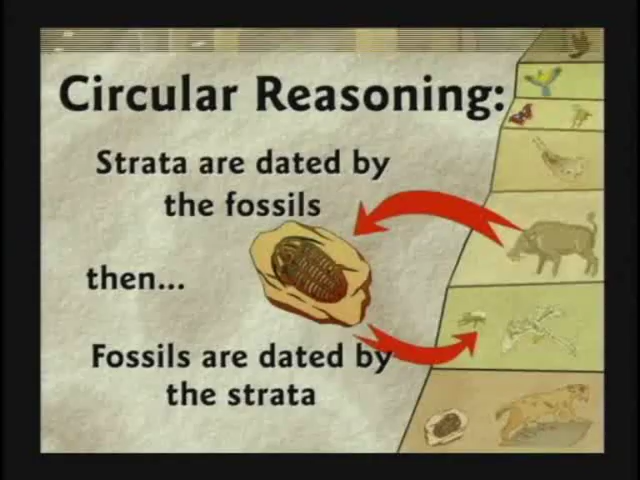 Circular Reasoning:
Strata are dated by
the fossils
then...
Fossils are dated by
the strata